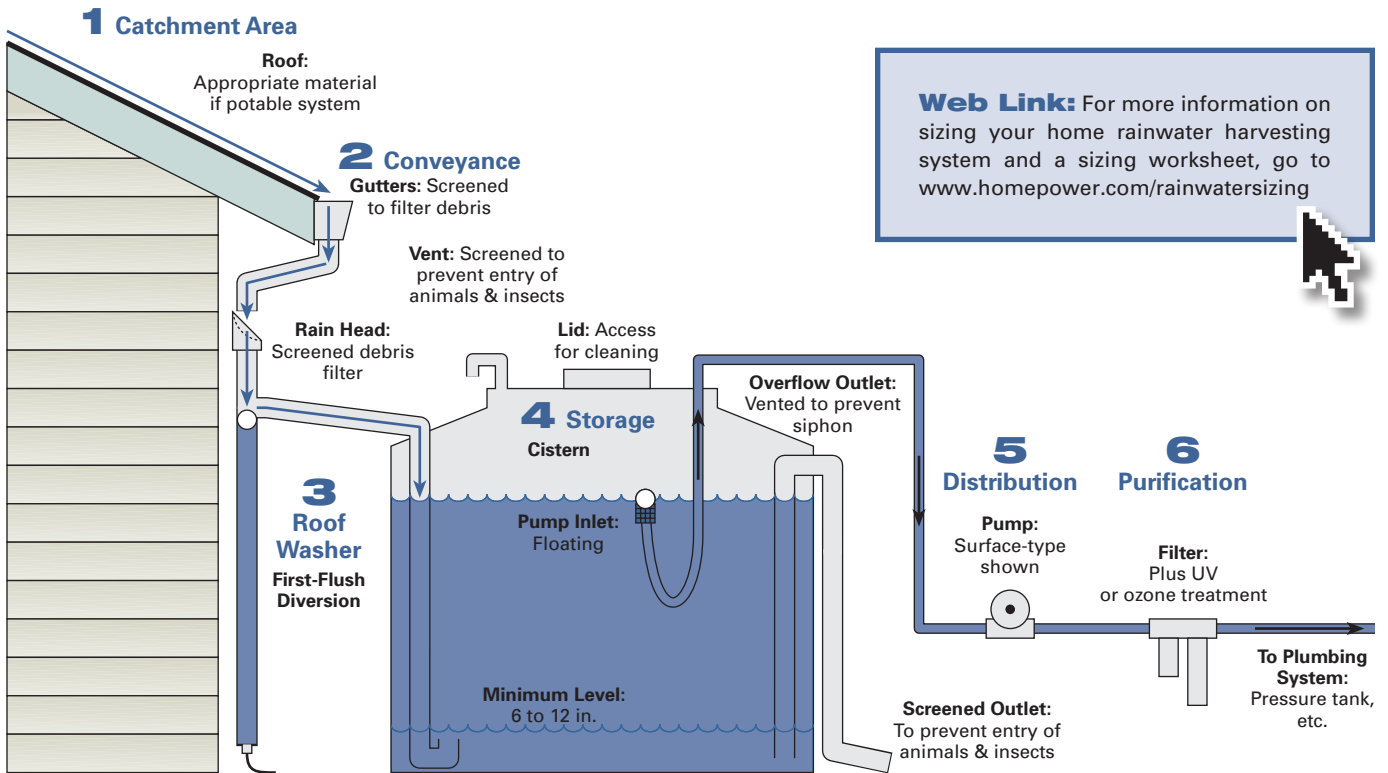 1 Catchment Area
Roof:
Appropriate material
if potable system
2 Conveyance
Gutters: Screened
to filter debris
Vent: Screened to
prevent entry of
animals & insects
Rain Head:
Screened debris
filter
Lid: Access
for cleaning
3
Roof
Washer
First-Flush
Diversion
4 Storage
Cistern
Pump Inlet:
Floating
Minimum Level:
6 to 12 in.
Overflow Outlet:
Vented to prevent
siphon
Screened Outlet:
To prevent entry of
animals & insects
5
Distribution
Pump:
Surface-type
shown
6
Purification
Filter:
Plus UV
or ozone treatment
To Plumbing
System:
Pressure tank,
etc.
Web Link: For more information on
sizing your home rainwater harvesting
system and a sizing worksheet, go to
www.homepower.com/rainwatersizing